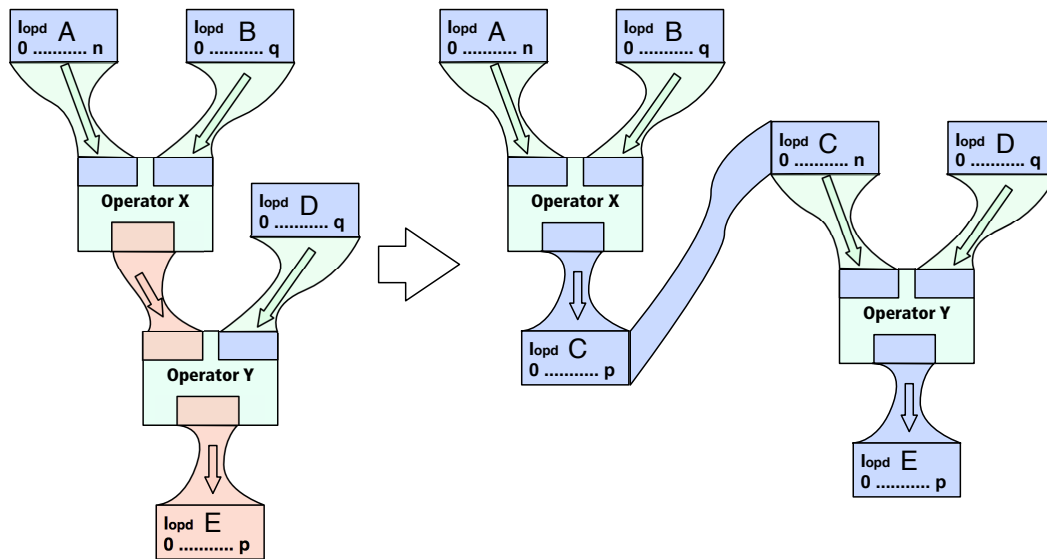 Iopd A
0 ........... n
Iopd B
0 ........... q
Operator X
Iopd D
0 ........... q
Operator Y
Iopd E
0 ........... p
Iopd A
0 ........... n
Iopd B
0 ........... q
Operator X
Iopd C
0 ........... p
Iopd C
0 ........... n
Iopd D
0 ........... q
Operator Y
Iopd E
0 ........... p